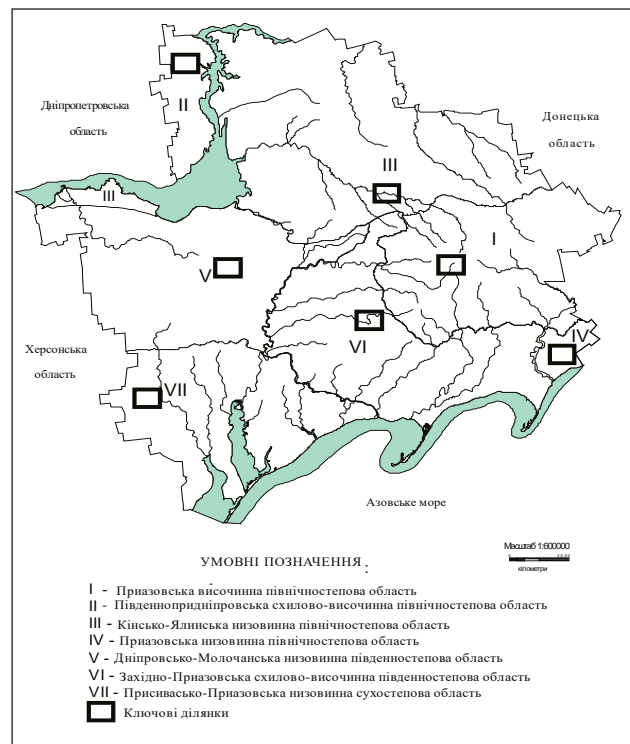 Дніпропетровська
область
II
Донецька
область
III
III
I
V
VI
IV
Херсонська
область
VII
Азовське море
Масштаб 1:600000
кілометри
УМОВНІ ПОЗНАЧЕННЯ :
I - Приазовська височинна північностепова область
II - Південнопридніпровська схилово-височинна північностепова область
III - Кінсько-Ялинська низовинна північностепова область
IV - Приазовська низовинна північностепова область
V - Дніпровсько-Молочанська низовинна південностепова область
VI - Західно-Приазовська схилово-височинна південностепова область
VII - Присивасько-Приазовська низовинна сухостепова область
Ключові ділянки